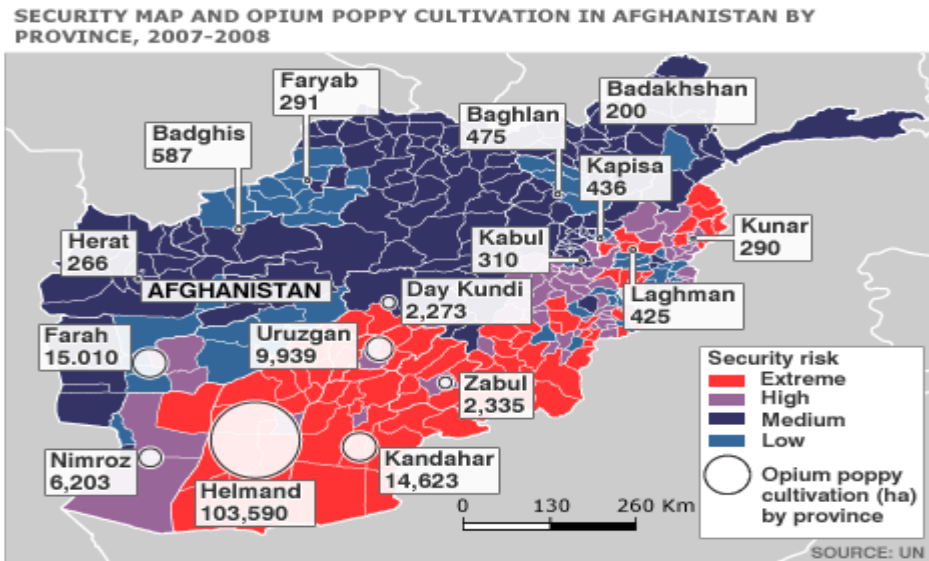 SECURITY MAP AND OPIUM POPPY CULTIVATION IN AFGHANISTAN BY
PROVINCE, 2007-2008
Faryab
291
Badakhshan
200
Baghlan
475
Badghis
587
Kapisa
436
Kunar
290
Herat
266
Kabul
310
AFGHANISTAN
Day Kundi
2,273
Laghman
425
Farah
15.010
Uruzgan
9,939
Zabul
2,335
Nimroz
6,203
Kandahar
14,623
Helmand
103,590
0 130 260 Km
Security risk
Extreme
High
Medium
Low
Opium poppy
cultivation (ha)
by province
SOURCE: UN